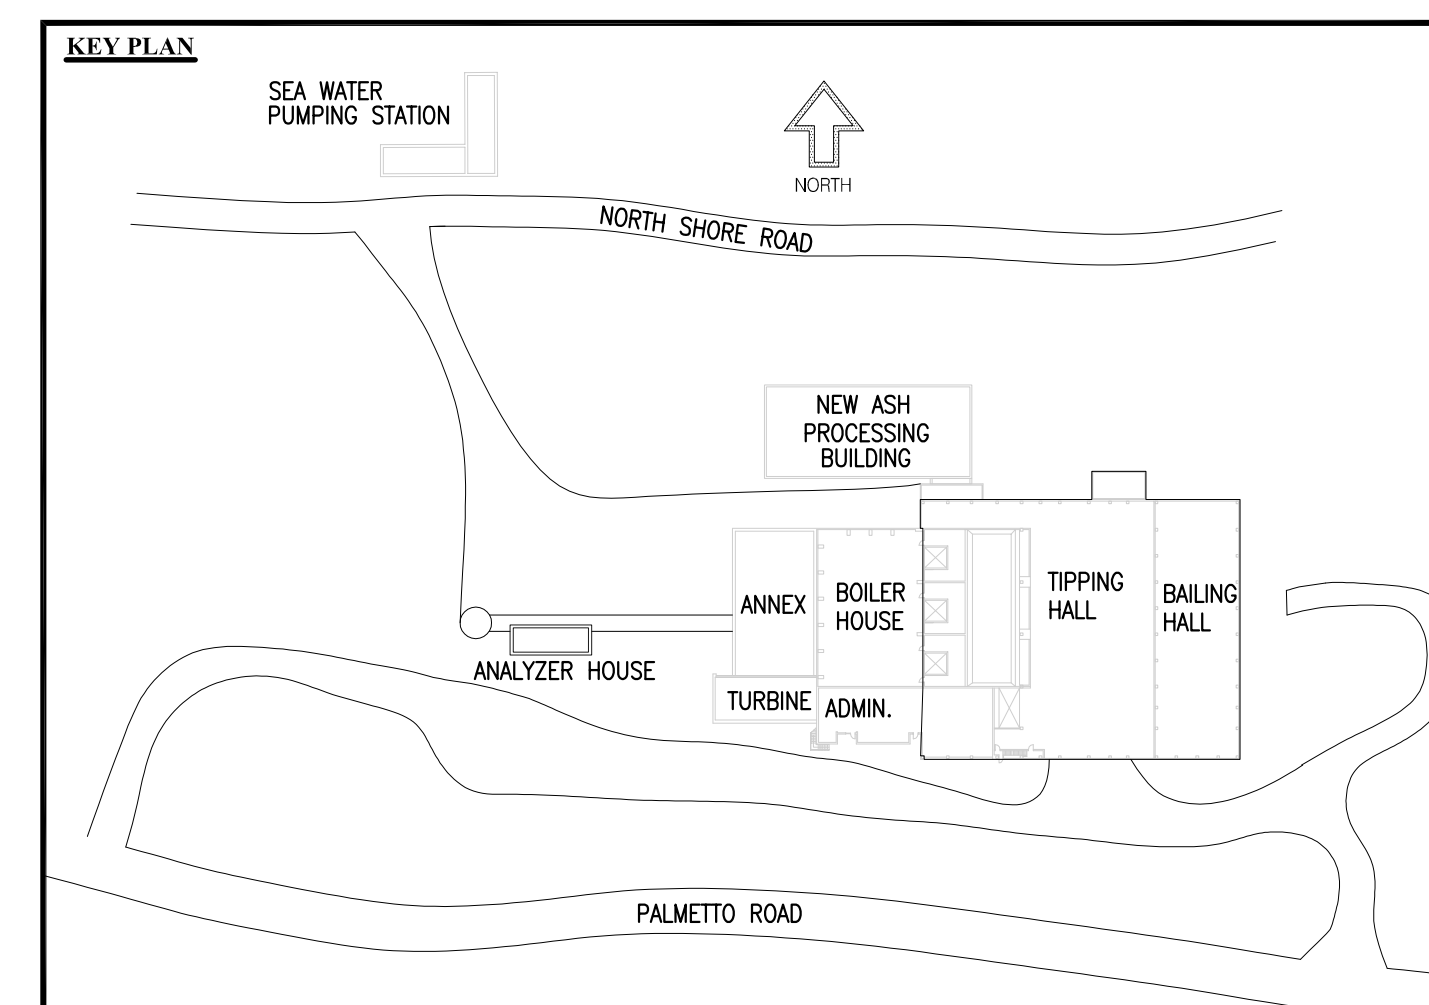 KEY PLAN
SEA WATER
PUMPING STATION
NORTH
NORTH SHORE ROAD
NEW ASH
PROCESSING
BUILDING
TIPPING
HALL
BAILING
HALL
BOILER
HOUSE
ANNEX
ANALYZER HOUSE
TURBINE
ADMIN.
PALMETTO ROAD